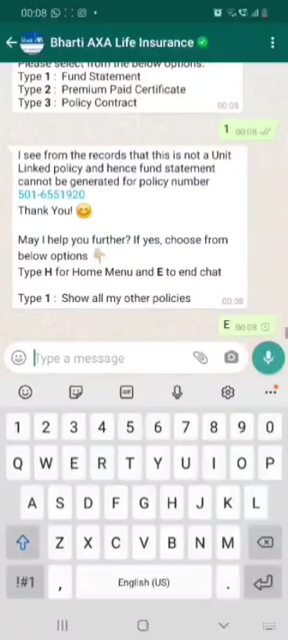 00:08
Bharti AXA Life Insurance
Please select from the below options:
Type 1 : Fund Statement
Type 2 : Premium Paid Certificate
Type 3 : Policy Contract
00:08
1 00:08
I see from the records that this is not a Unit
Linked policy and hence fund statement
cannot be generated for policy number
501-6551920
Thank You! 😊
May I help you further? If yes, choose from
below options 👇🏻
Type H for Home Menu and E to end chat
Type 1 : Show all my other policies
00:08
E 00:08
Type a message
GIF
1 2 3 4 5 6 7 8 9 0
Q W E R T Y U I O P
A S D F G H J K L
Z X C V B N M
!#1 , English (US) .